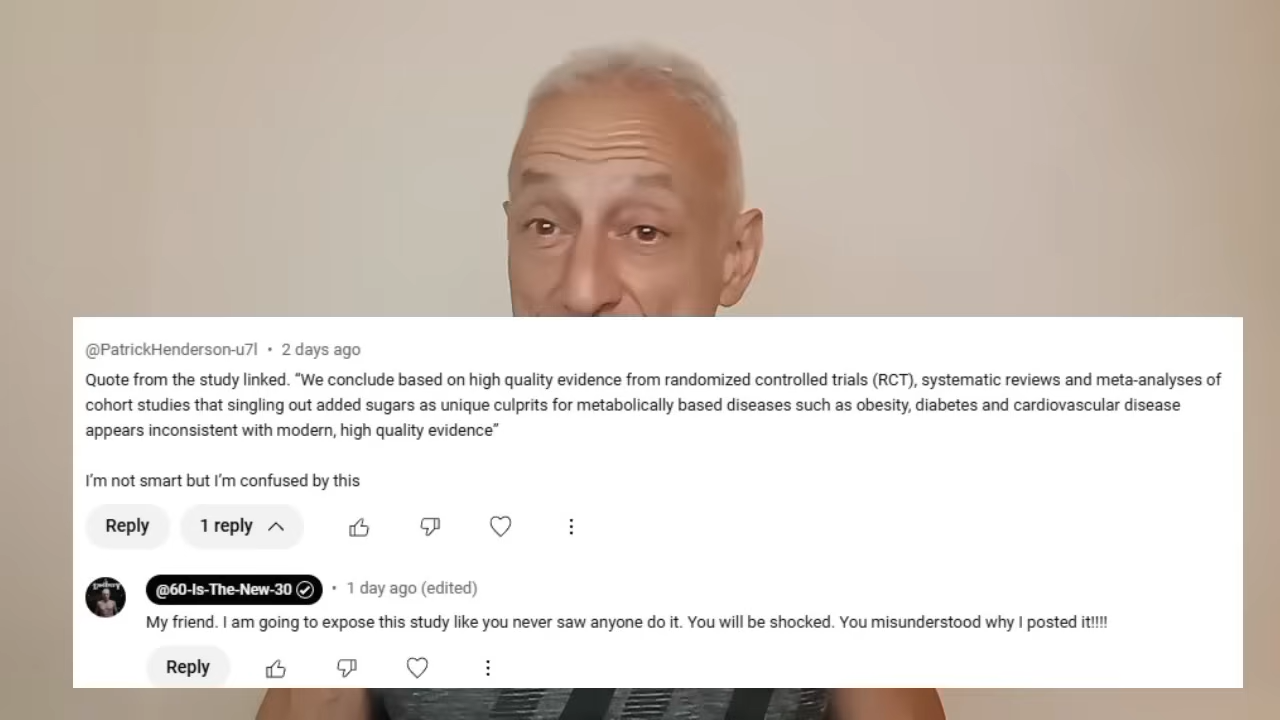 @PatrickHenderson-u7l • 2 days ago
Quote from the study linked. “We conclude based on high quality evidence from randomized controlled trials (RCT), systematic reviews and meta-analyses of
cohort studies that singling out added sugars as unique culprits for metabolically based diseases such as obesity, diabetes and cardiovascular disease
appears inconsistent with modern, high quality evidence”
I’m not smart but I’m confused by this
Reply
1 reply
@60-Is-The-New-30 • 1 day ago (edited)
My friend. I am going to expose this study like you never saw anyone do it. You will be shocked. You misunderstood why I posted it!!!!
Reply